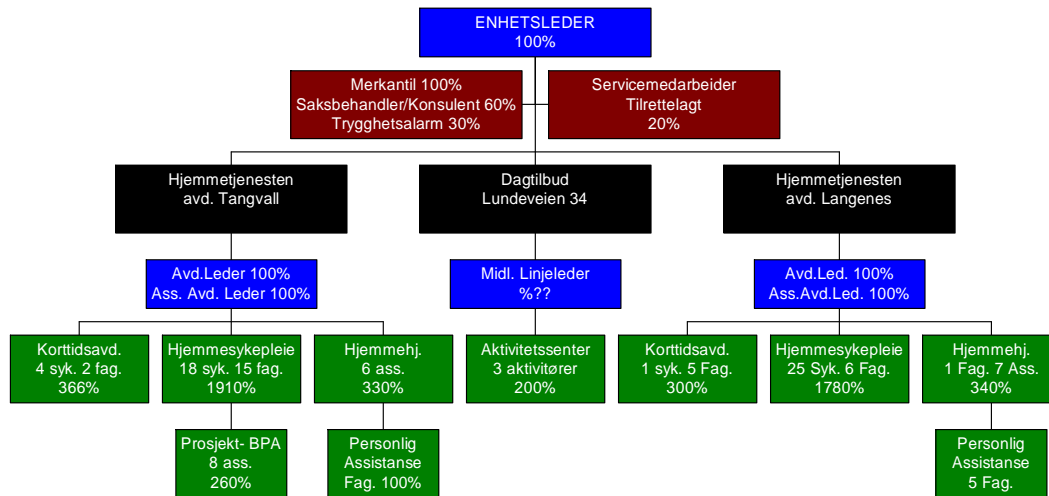 ENHETSLEDER
100%
Merkantil 100%
Saksbehandler/Konsulent 60%
Trygghetsalarm 30%
Servicemedarbeider
Tilrettelagt
20%
Hjemmetjenesten
avd. Tangvall
Dagtilbud
Lundeveien 34
Hjemmetjenesten
avd. Langenes
Avd.Leder 100%
Ass. Avd. Leder 100%
Midl. Linjeleder
%??
Avd.Led. 100%
Ass.Avd.Led. 100%
Korttidsavd.
4 syk. 2 fag.
366%
Hjemmesykepleie
18 syk. 15 fag.
1910%
Hjemmehj.
6 ass.
330%
Aktivitetssenter
3 aktivitører
200%
Korttidsavd.
1 syk. 5 Fag.
300%
Hjemmesykepleie
25 Syk. 6 Fag.
1780%
Hjemmehj.
1 Fag. 7 Ass.
340%
Prosjekt- BPA
8 ass.
260%
Personlig
Assistanse
Fag. 100%
Personlig
Assistanse
5 Fag.